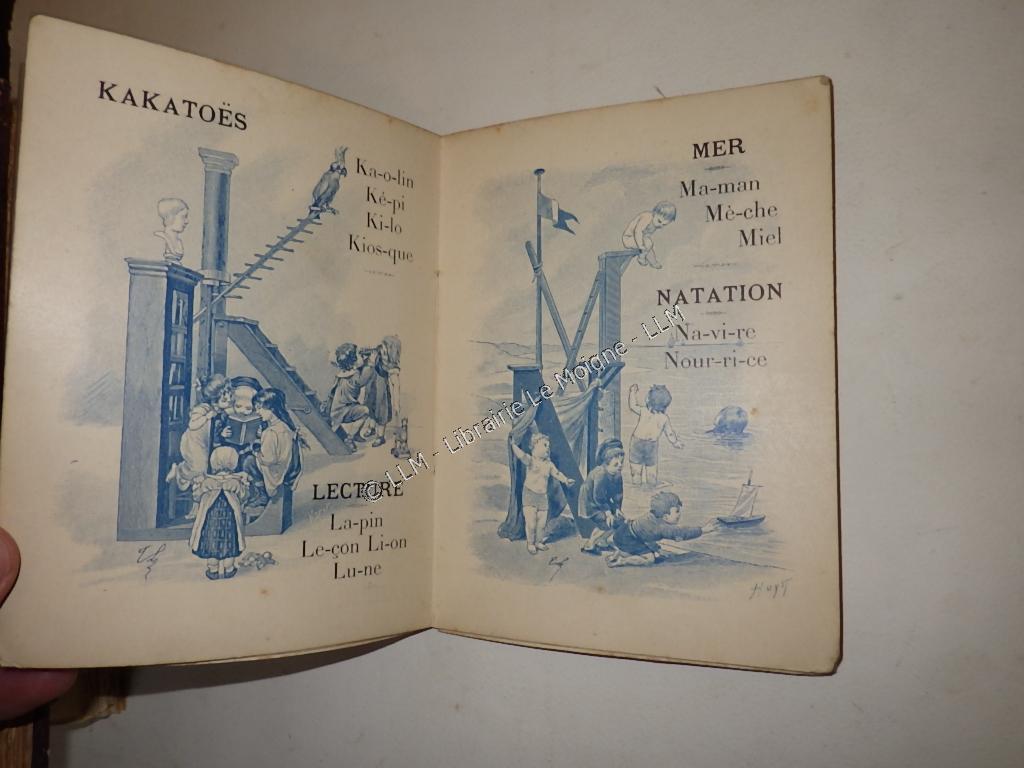 KAKATOËS
Ka-o-lin
Ké-pi
Ki-lo
Kios-que
LECTURE
La-pin
Le-çon Li-on
Lu-ne
MER
Ma-man
Mè-che
Miel
NATATION
Na-vi-re
Nour-ri-ce
© LLM - Librairie Le Moigne - LLM